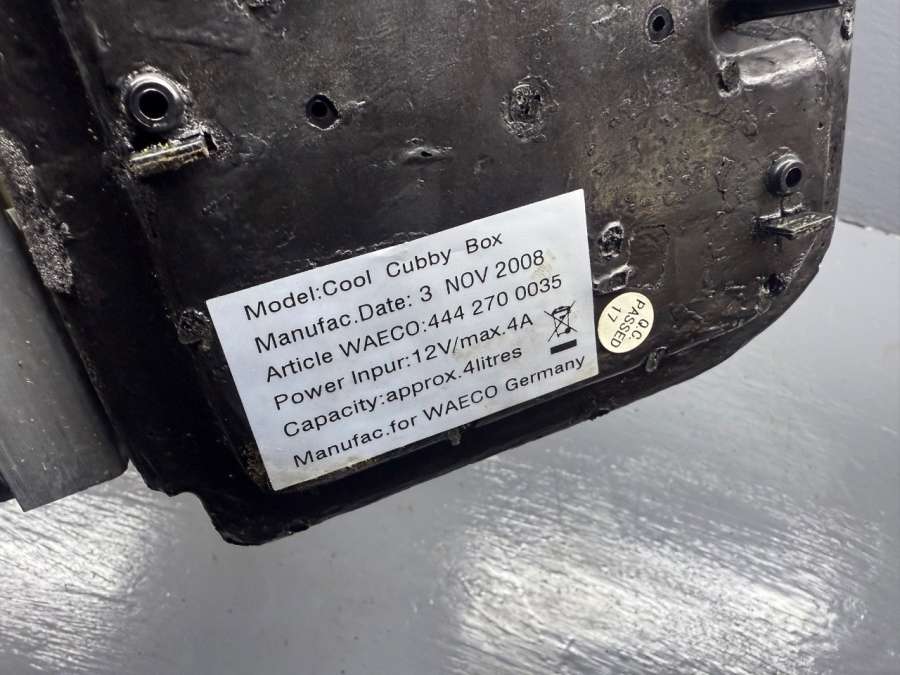 Model:Cool Cubby Box
Manufac.Date: 3 NOV 2008
Article WAECO:444 270 0035
Power Inpur:12V/max.4A
Capacity:approx.4litres
Manufac.for WAECO Germany
Q.C.
PASSED
17